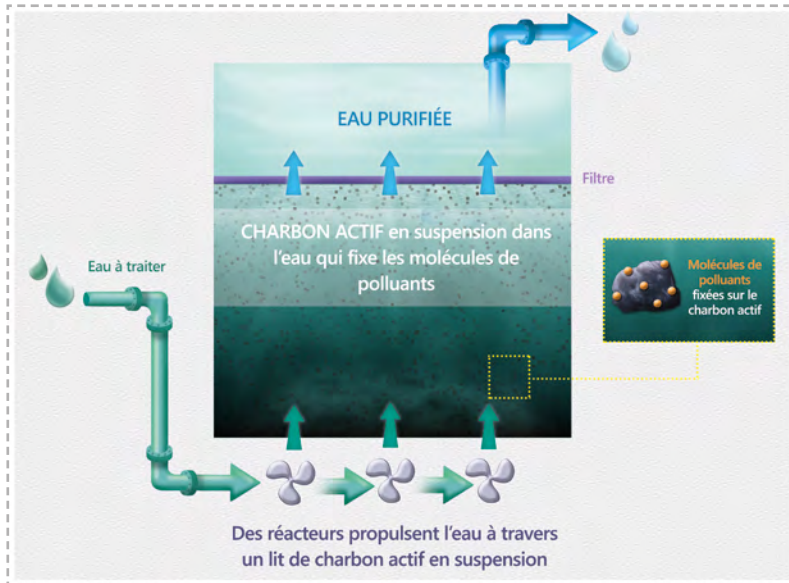 EAU PURIFIÉE
Filtre
CHARBON ACTIF en suspension dans
l'eau qui fixe les molécules de
polluants
Eau à traiter
Molécules de
polluants
fixées sur le
charbon actif
Des réacteurs propulsent l'eau à travers
un lit de charbon actif en suspension